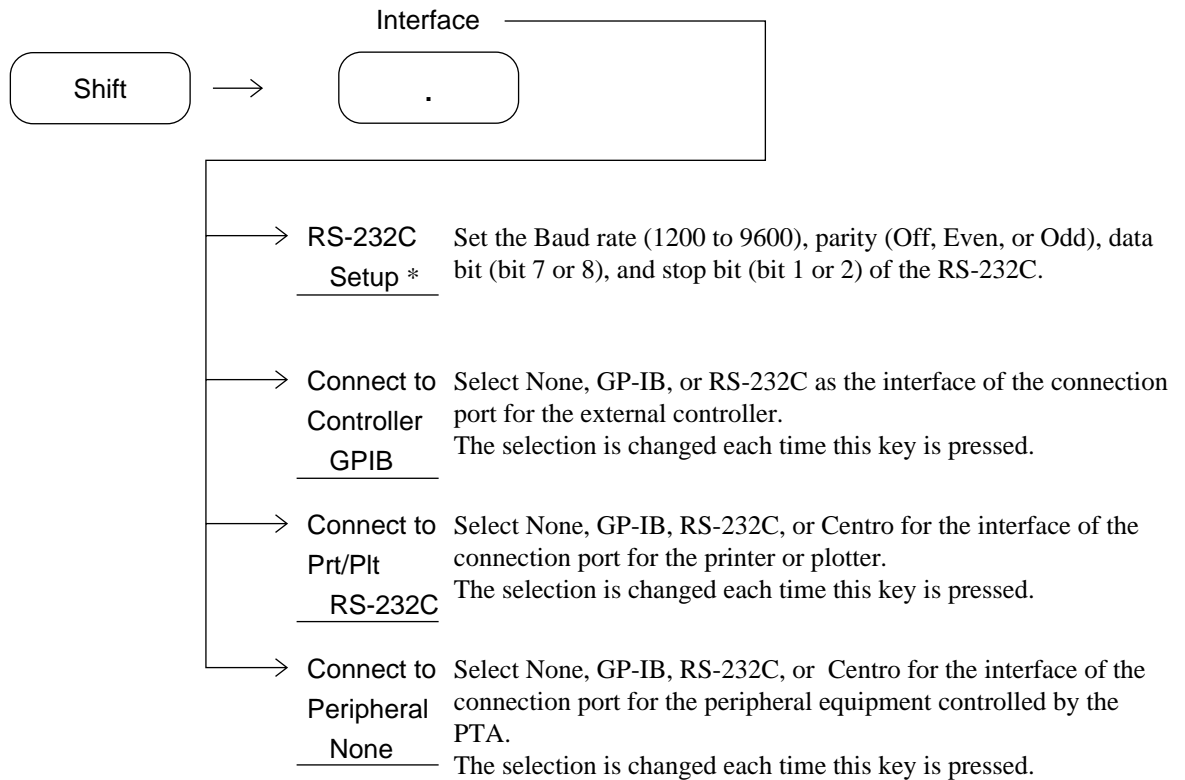 Interface
Shift
.
RS-232C
Setup *
Set the Baud rate (1200 to 9600), parity (Off, Even, or Odd), data
bit (bit 7 or 8), and stop bit (bit 1 or 2) of the RS-232C.
Connect to
Controller
GPIB
Select None, GP-IB, or RS-232C as the interface of the connection
port for the external controller.
The selection is changed each time this key is pressed.
Connect to
Prt/Plt
RS-232C
Select None, GP-IB, RS-232C, or Centro for the interface of the
connection port for the printer or plotter.
The selection is changed each time this key is pressed.
Connect to
Peripheral
None
Select None, GP-IB, RS-232C, or Centro for the interface of the
connection port for the peripheral equipment controlled by the
PTA.
The selection is changed each time this key is pressed.